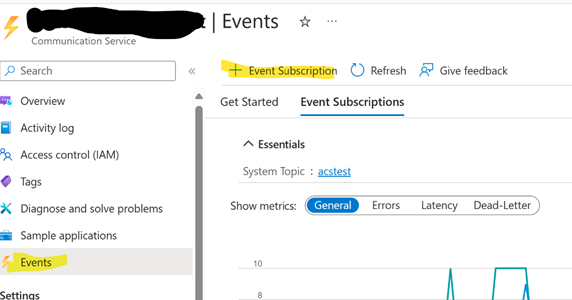 | Events
Communication Service
Search
+ Event Subscription
Refresh
Give feedback
Overview
Activity log
Access control (IAM)
Tags
Diagnose and solve problems
Sample applications
Events
Settings
Get Started
Event Subscriptions
Essentials
System Topic : acstest
Show metrics:
General
Errors
Latency
Dead-Letter
10
8